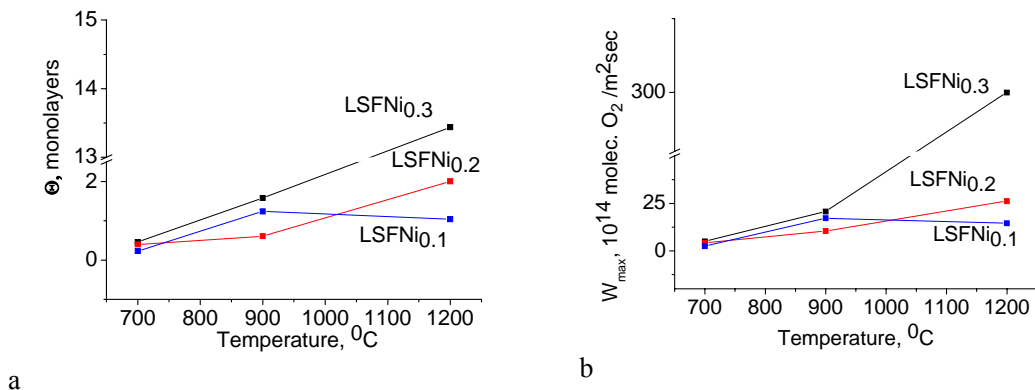 15
14
13
2
0
Θ, monolayers
LSFNi0.3
LSFNi0.2
LSFNi0.1
700 900 1000 1100 1200
Temperature, ⁰C
a
300
25
0
Wmax, 10¹⁴ molec. O₂ /m²sec
LSFNi0.3
LSFNi0.2
LSFNi0.1
700 800 900 1000 1100 1200
Temperature, ⁰C
b